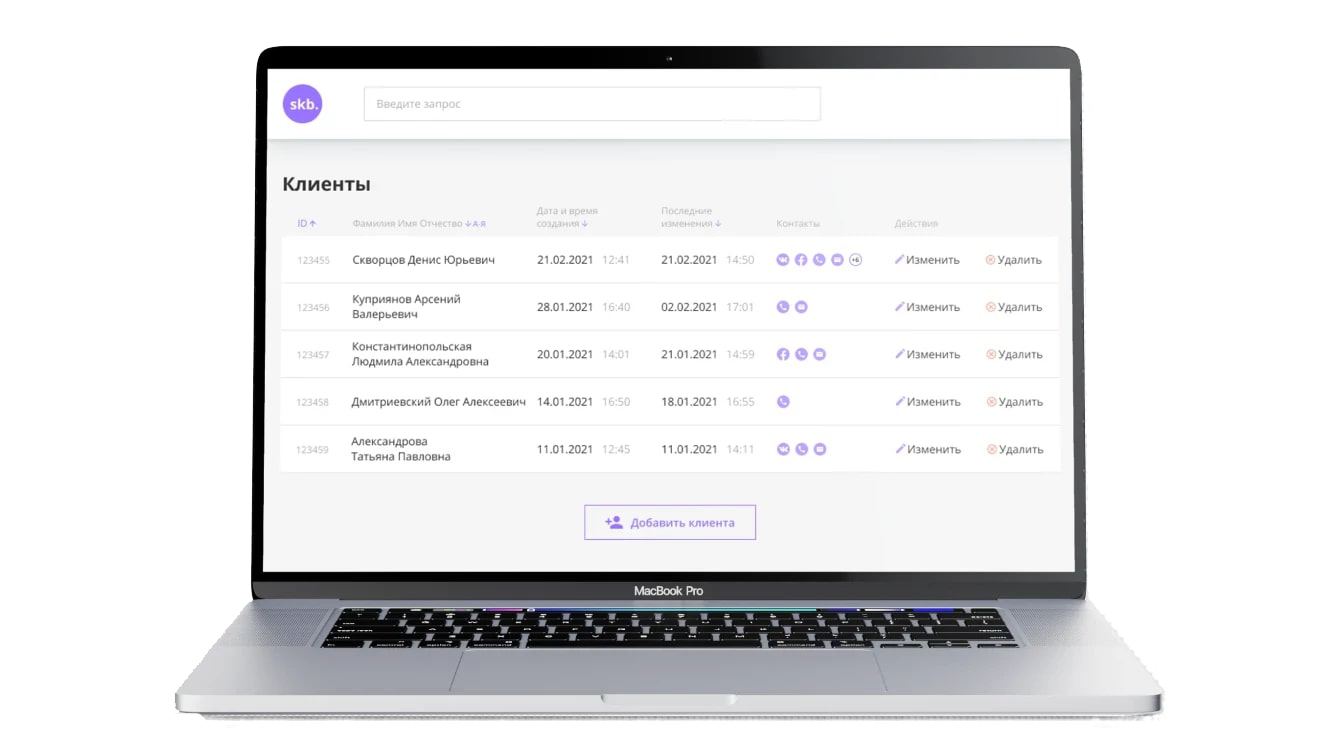 skb.
Введите запрос
Клиенты
Дата и время
Последние
ID Фамилия Имя Отчество А-Я создания изменения Контакты Действия
123455 Скворцов Денис Юрьевич 21.02.2021 12:41 21.02.2021 14:50 +6 Изменить Удалить
123456 Куприянов Арсений
Валерьевич 28.01.2021 16:40 02.02.2021 17:01 Изменить Удалить
123457 Константинопольская
Людмила Александровна 20.01.2021 14:01 21.01.2021 14:59 Изменить Удалить
123458 Дмитриевский Олег Алексеевич 14.01.2021 16:50 18.01.2021 16:55 Изменить Удалить
123459 Александрова
Татьяна Павловна 11.01.2021 12:45 11.01.2021 14:11 Изменить Удалить
Добавить клиента
MacBook Pro